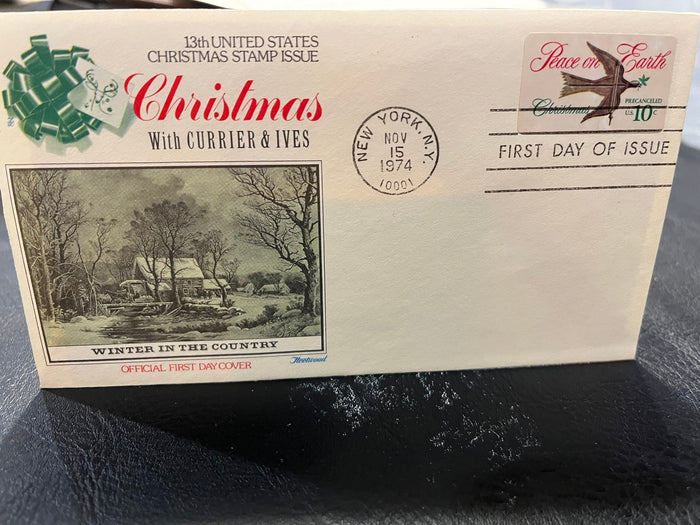 13th UNITED STATES
CHRISTMAS STAMP ISSUE
Christmas
With CURRIER & IVES
WINTER IN THE COUNTRY
OFFICIAL FIRST DAY COVER
Fleetwood
NEW YORK, N.Y.
NOV
15
1974
10001
Peace on Earth
Christmas
PRECANCELED
U.S. 10c
FIRST DAY OF ISSUE